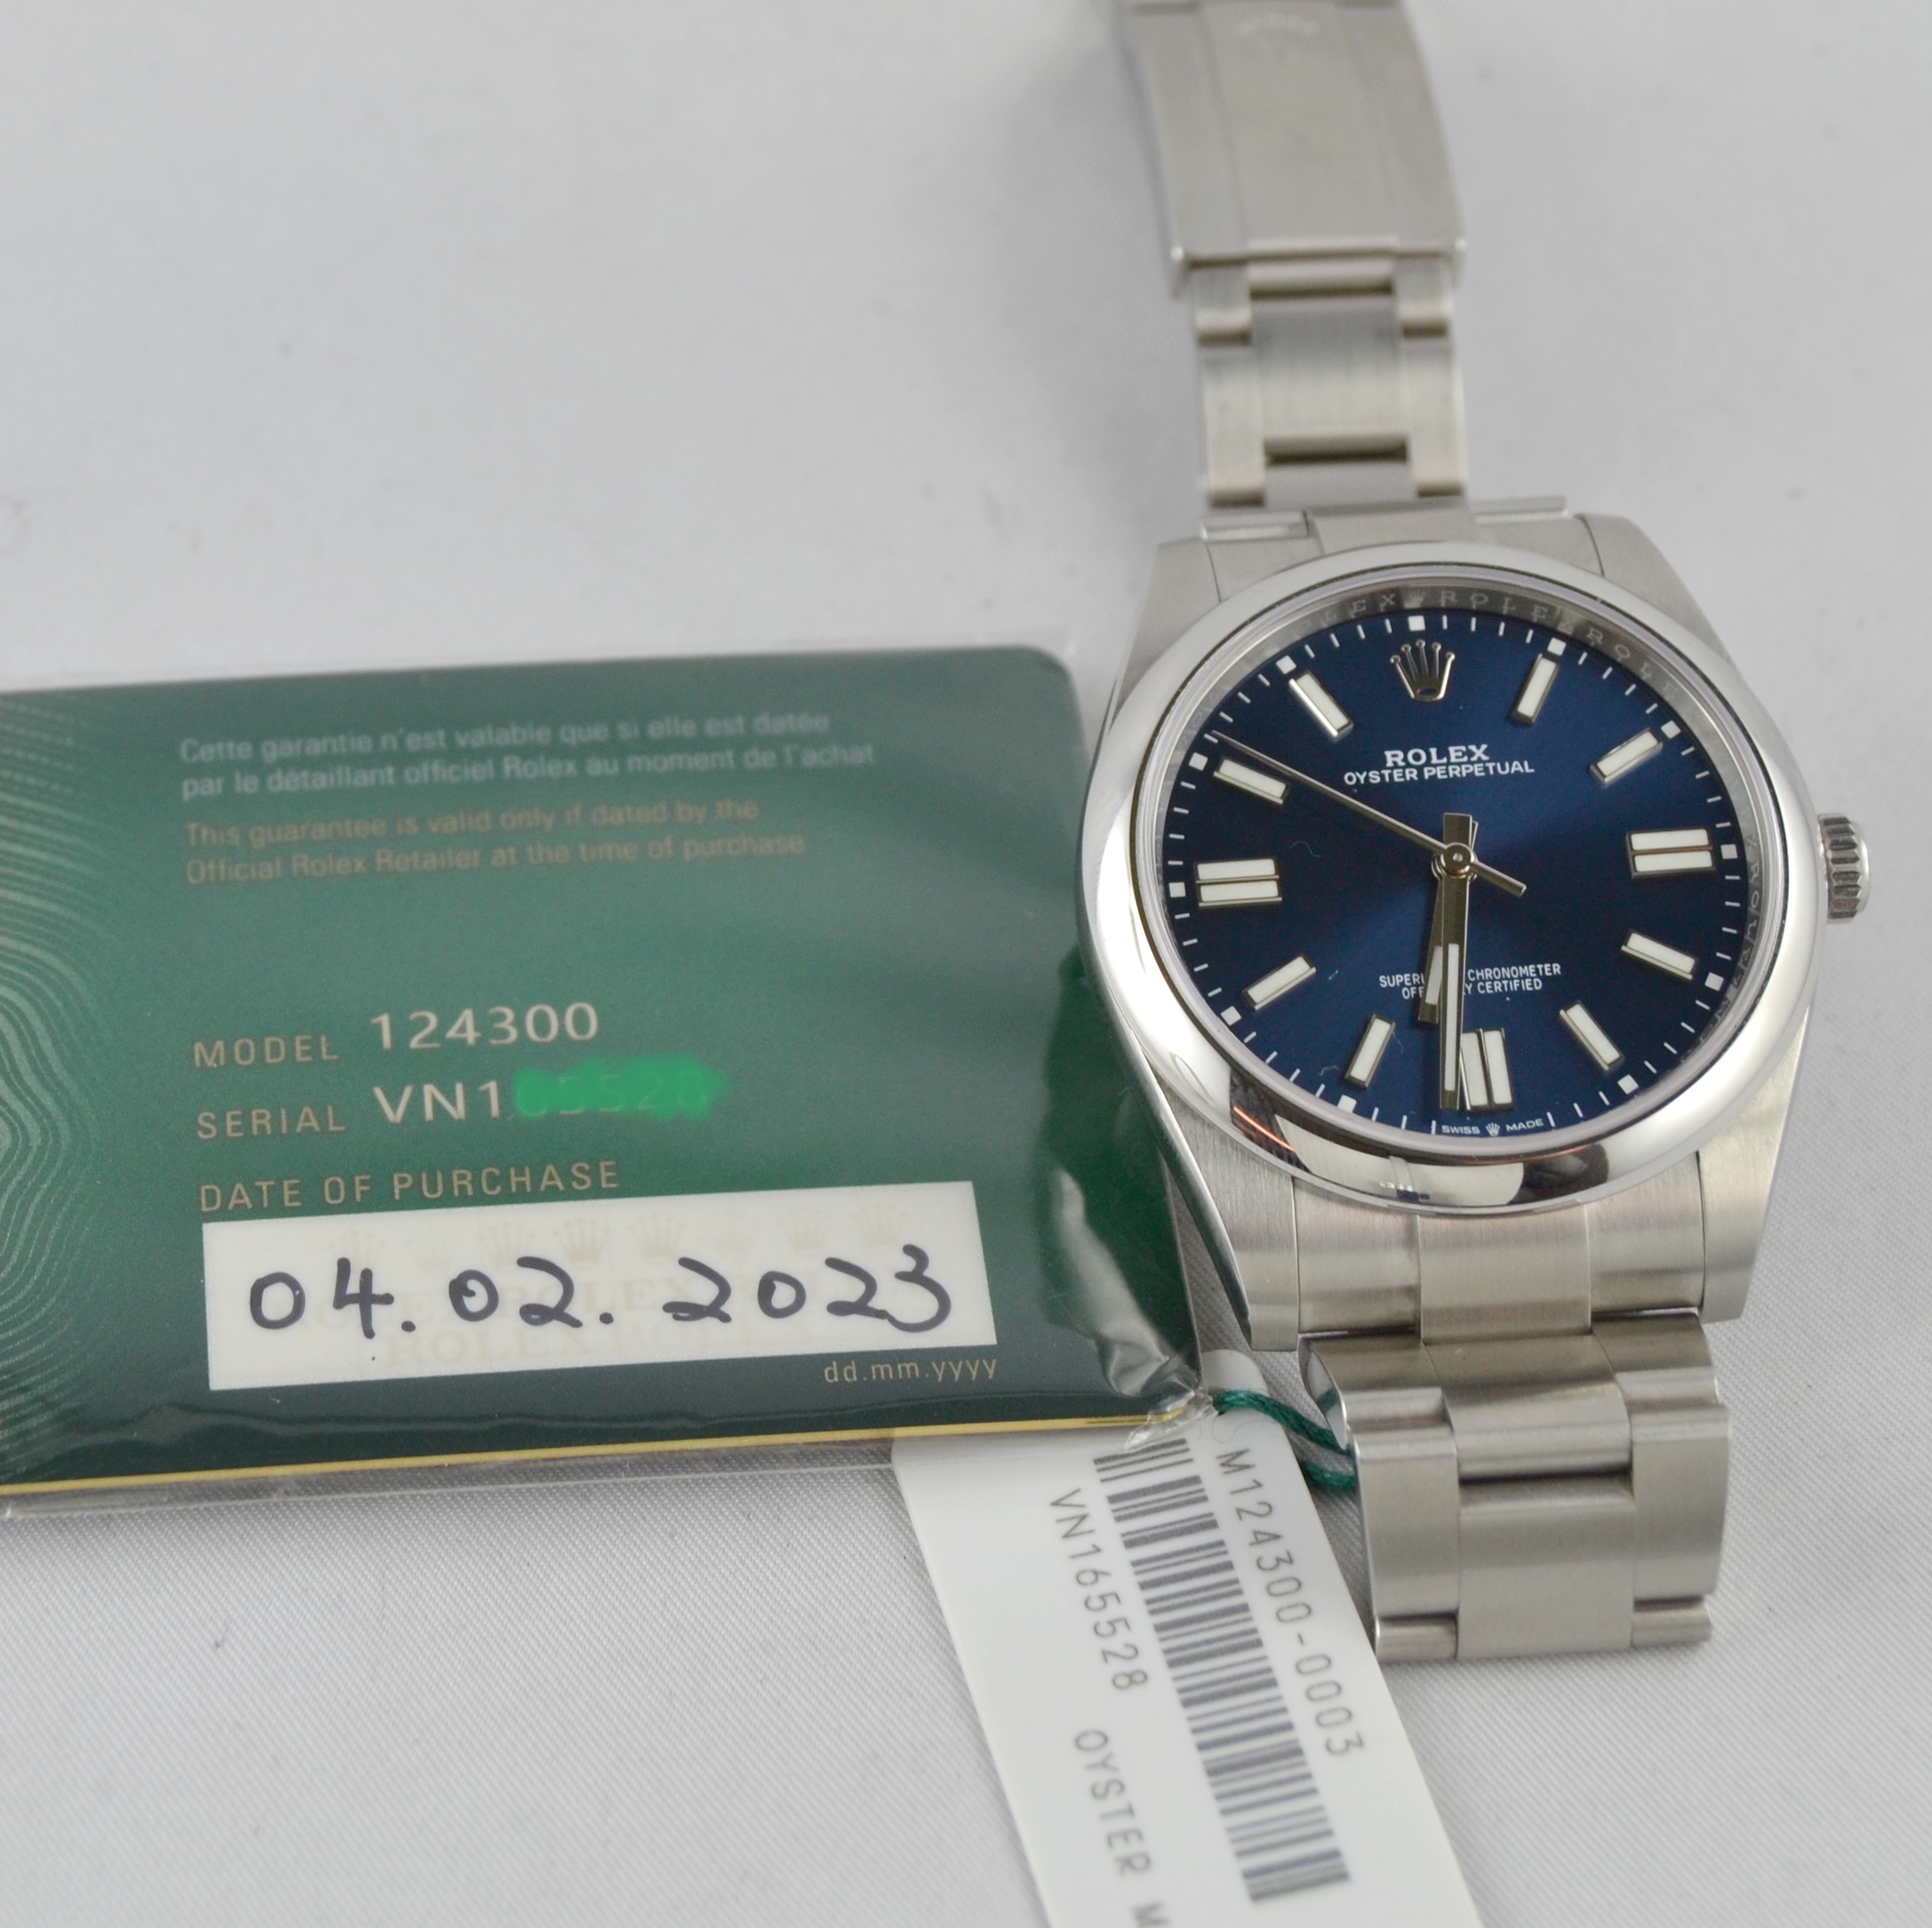 Cette garantie n'est valable que si elle est datée
par le détaillant officiel Rolex au moment de l'achat
This guarantee is valid only if dated by the
Official Rolex Retailer at the time of purchase
MODEL 124300
SERIAL VN1
DATE OF PURCHASE
04.02.2023
dd.mm.yyyy
ROLEX
OYSTER PERPETUAL
CHRONOMETER
CERTIFIED
SWISS MADE
M124300-0003
VN165528 OYSTER M